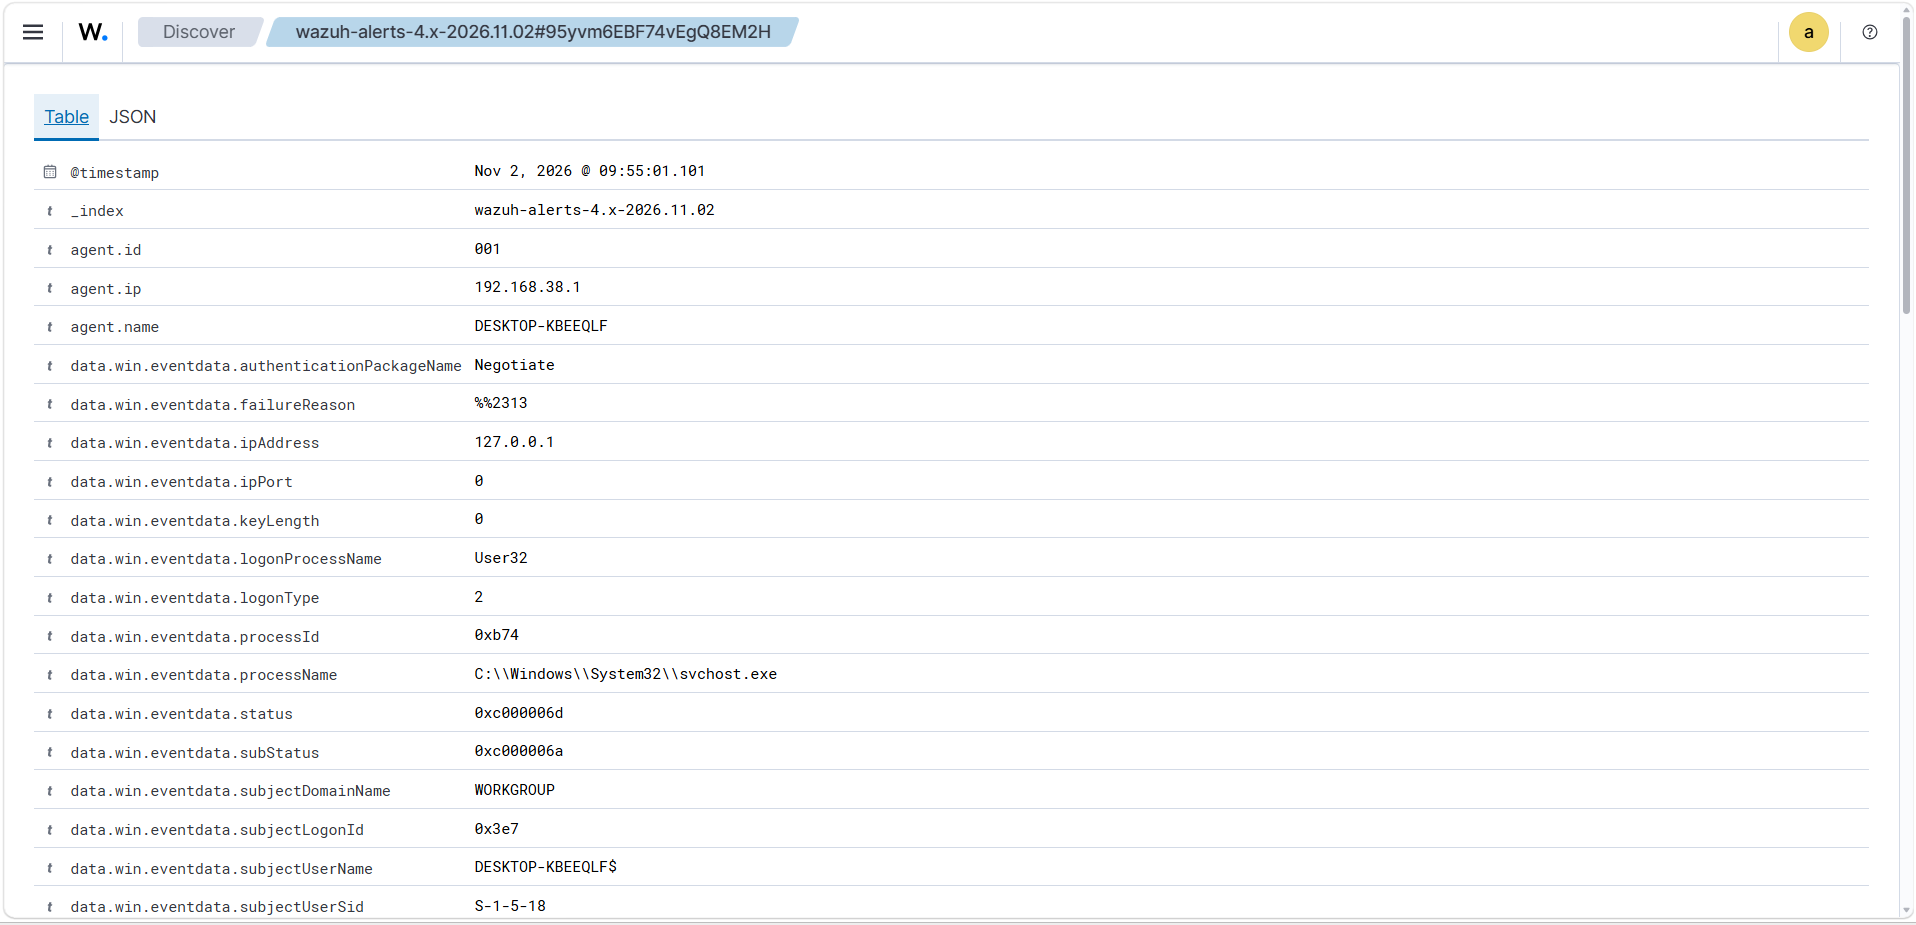 W. Discover wazuh-alerts-4.x-2026.11.02#95yvm6EBF74vEgQ8EM2H a
Table JSON
@timestamp Nov 2, 2026 @ 09:55:01.101
t _index wazuh-alerts-4.x-2026.11.02
t agent.id 001
t agent.ip 192.168.38.1
t agent.name DESKTOP-KBEEQLF
t data.win.eventdata.authenticationPackageName Negotiate
t data.win.eventdata.failureReason %%2313
t data.win.eventdata.ipAddress 127.0.0.1
t data.win.eventdata.ipPort 0
t data.win.eventdata.keyLength 0
t data.win.eventdata.logonProcessName User32
t data.win.eventdata.logonType 2
t data.win.eventdata.processId 0xb74
t data.win.eventdata.processName C:\\Windows\\System32\\svchost.exe
t data.win.eventdata.status 0xc000006d
t data.win.eventdata.subStatus 0xc000006a
t data.win.eventdata.subjectDomainName WORKGROUP
t data.win.eventdata.subjectLogonId 0x3e7
t data.win.eventdata.subjectUserName DESKTOP-KBEEQLF$
t data.win.eventdata.subjectUserSid S-1-5-18